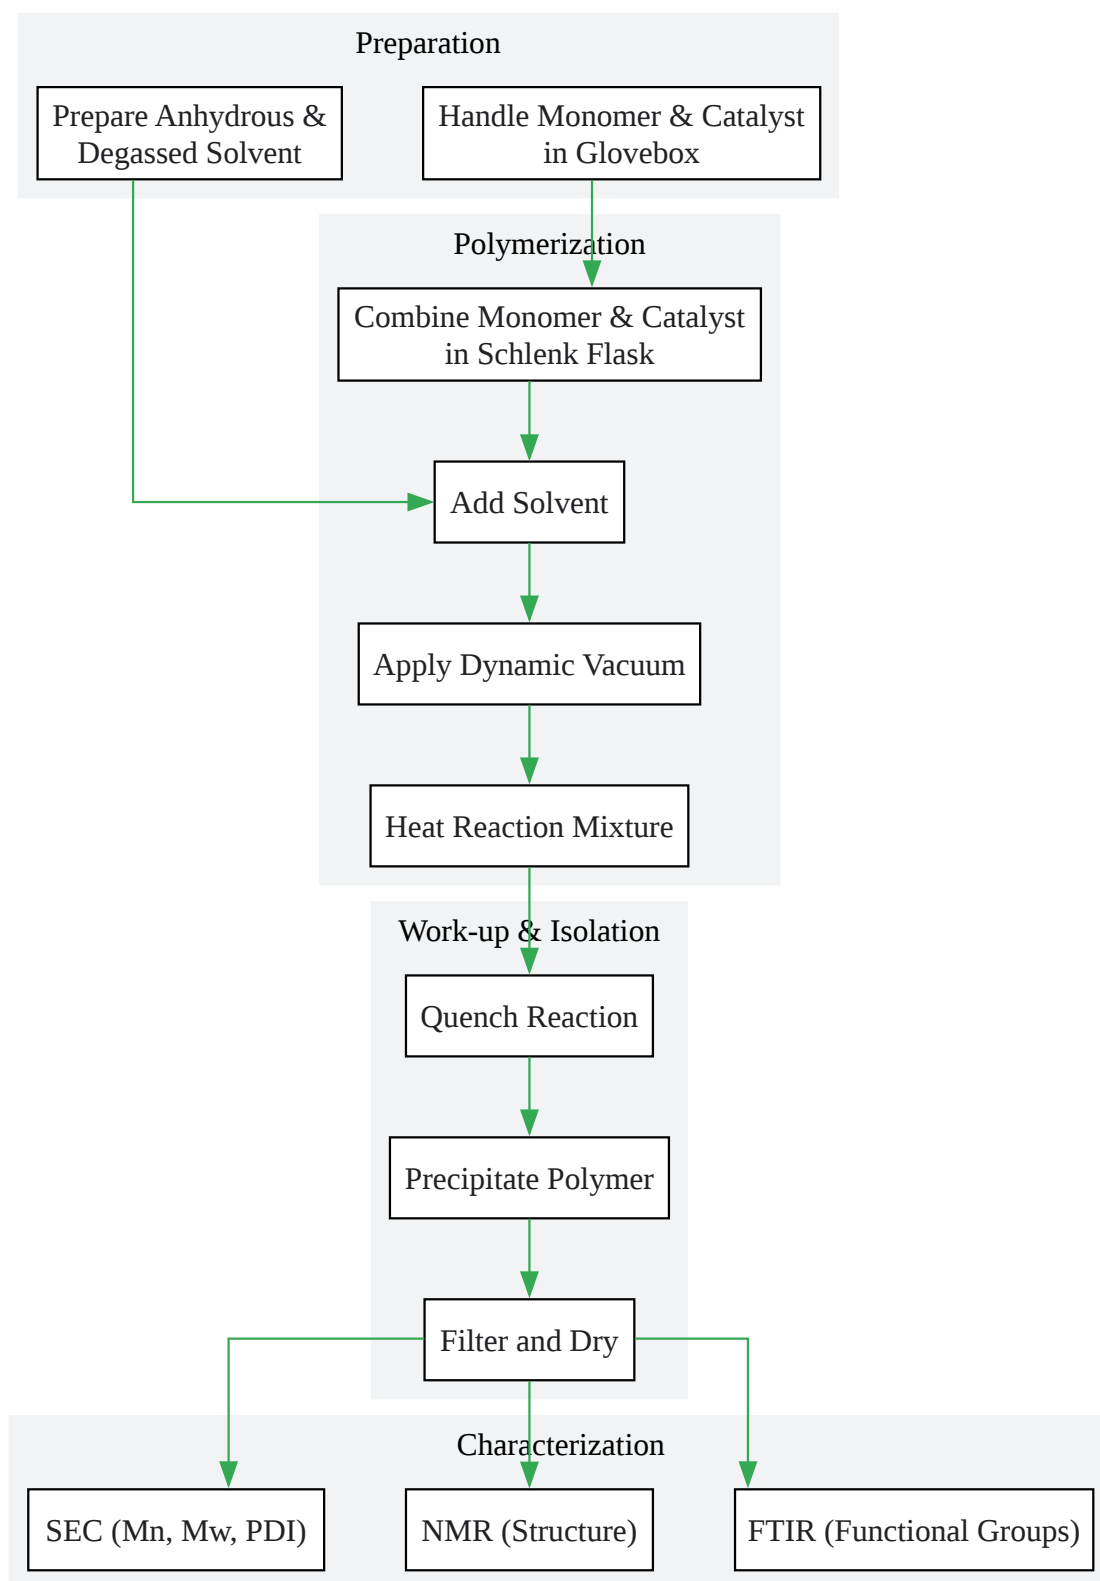 Preparation
Prepare Anhydrous &
Degassed Solvent
Handle Monomer & Catalyst
in Glovebox
Polymerization
Combine Monomer & Catalyst
in Schlenk Flask
Add Solvent
Apply Dynamic Vacuum
Heat Reaction Mixture
Work-up & Isolation
Quench Reaction
Precipitate Polymer
Filter and Dry
Characterization
SEC (Mn, Mw, PDI)
NMR (Structure)
FTIR (Functional Groups)